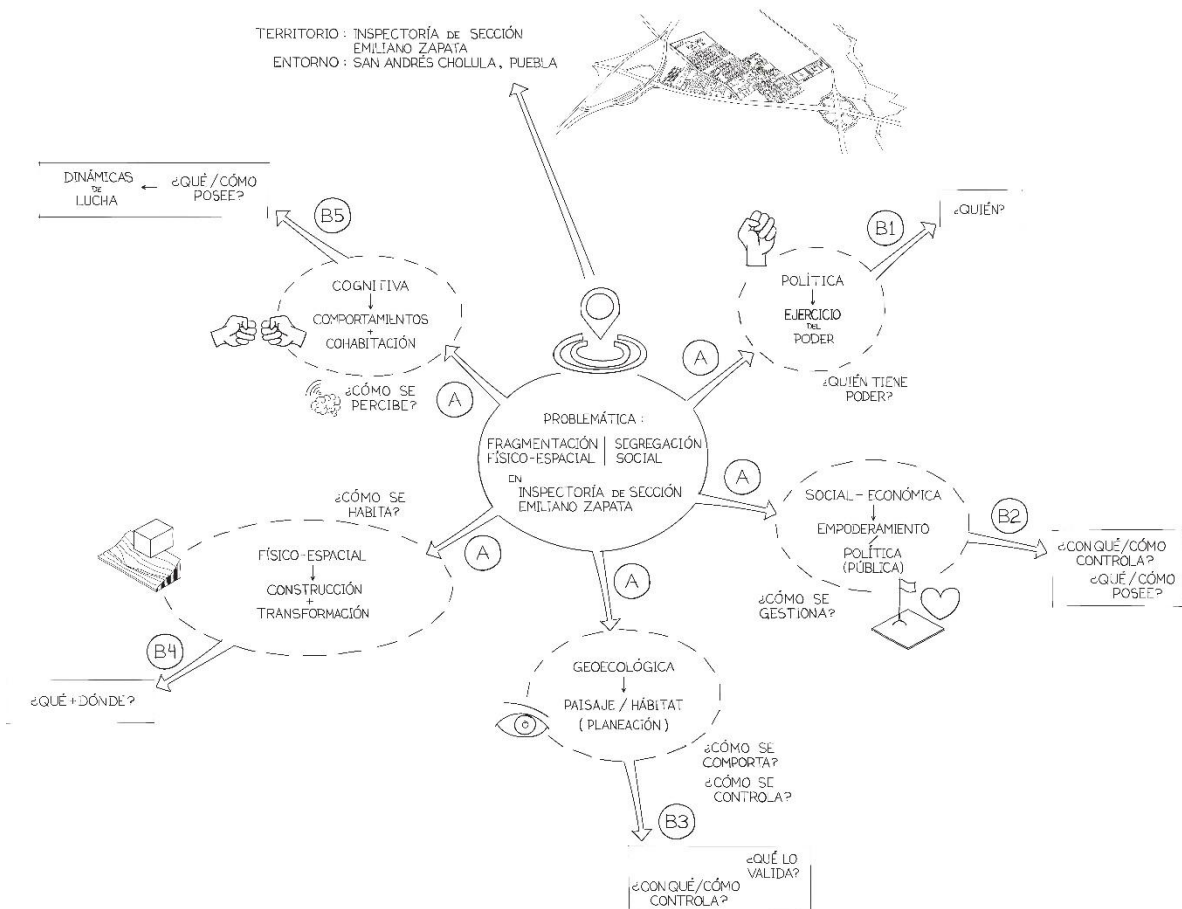 TERRITORIO : INSPECTORÍA DE SECCIÓN
EMILIANO ZAPATA
ENTORNO : SAN ANDRÉS CHOLULA, PUEBLA
DINÁMICAS
DE
LUCHA
¿QUÉ/CÓMO
POSEE?
B5
COGNITIVA
COMPORTAMIENTOS
+
COHABITACIÓN
¿CÓMO SE
PERCIBE?
A
B1
¿QUIÉN?
POLÍTICA
EJERCICIO
DEL
PODER
¿QUIÉN TIENE
PODER?
A
PROBLEMÁTICA :
FRAGMENTACIÓN
FÍSICO-ESPACIAL
SEGREGACIÓN
SOCIAL
EN
INSPECTORÍA DE SECCIÓN
EMILIANO ZAPATA
A
SOCIAL-ECONÓMICA
EMPODERAMIENTO
/
POLÍTICA
(PÚBLICA)
¿CÓMO SE
GESTIONA?
B2
¿CON QUÉ/CÓMO
CONTROLA?
¿QUÉ/CÓMO
POSEE?
¿CÓMO SE
HABITA?
A
FÍSICO-ESPACIAL
CONSTRUCCIÓN
+
TRANSFORMACIÓN
B4
¿QUÉ+DÓNDE?
A
GEOECOLÓGICA
PAISAJE / HÁBITAT
(PLANEACIÓN)
¿CÓMO SE
COMPORTA?
¿CÓMO SE
CONTROLA?
B3
¿QUÉ LO
VALIDA?
¿CON QUÉ/CÓMO
CONTROLA?